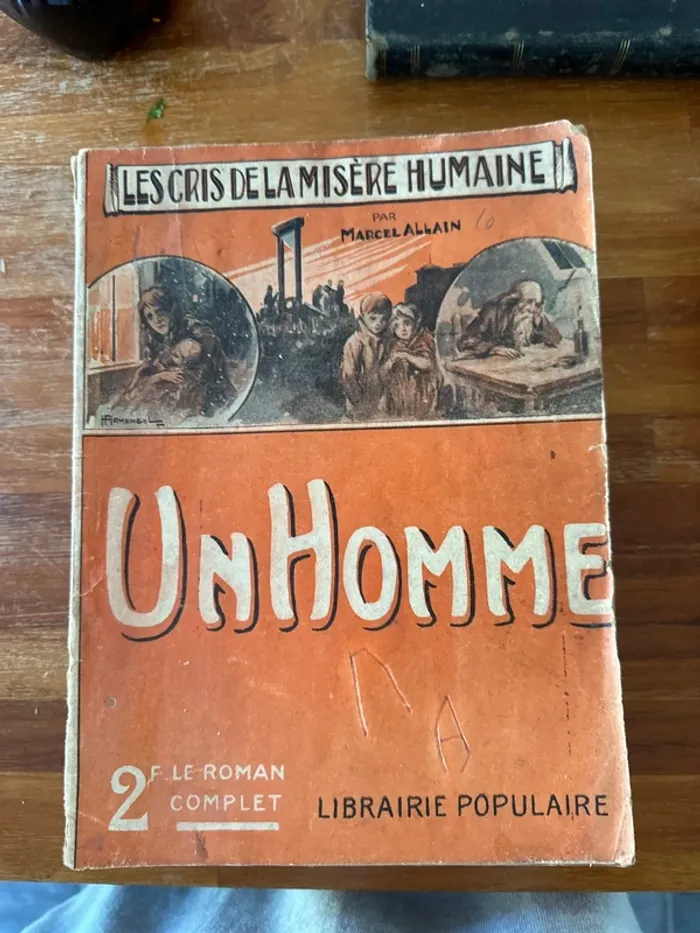 LES CRIS DE LA MISÈRE HUMAINE
PAR
MARCEL ALLAIN
UN HOMME
2F. LE ROMAN
COMPLET
LIBRAIRIE POPULAIRE